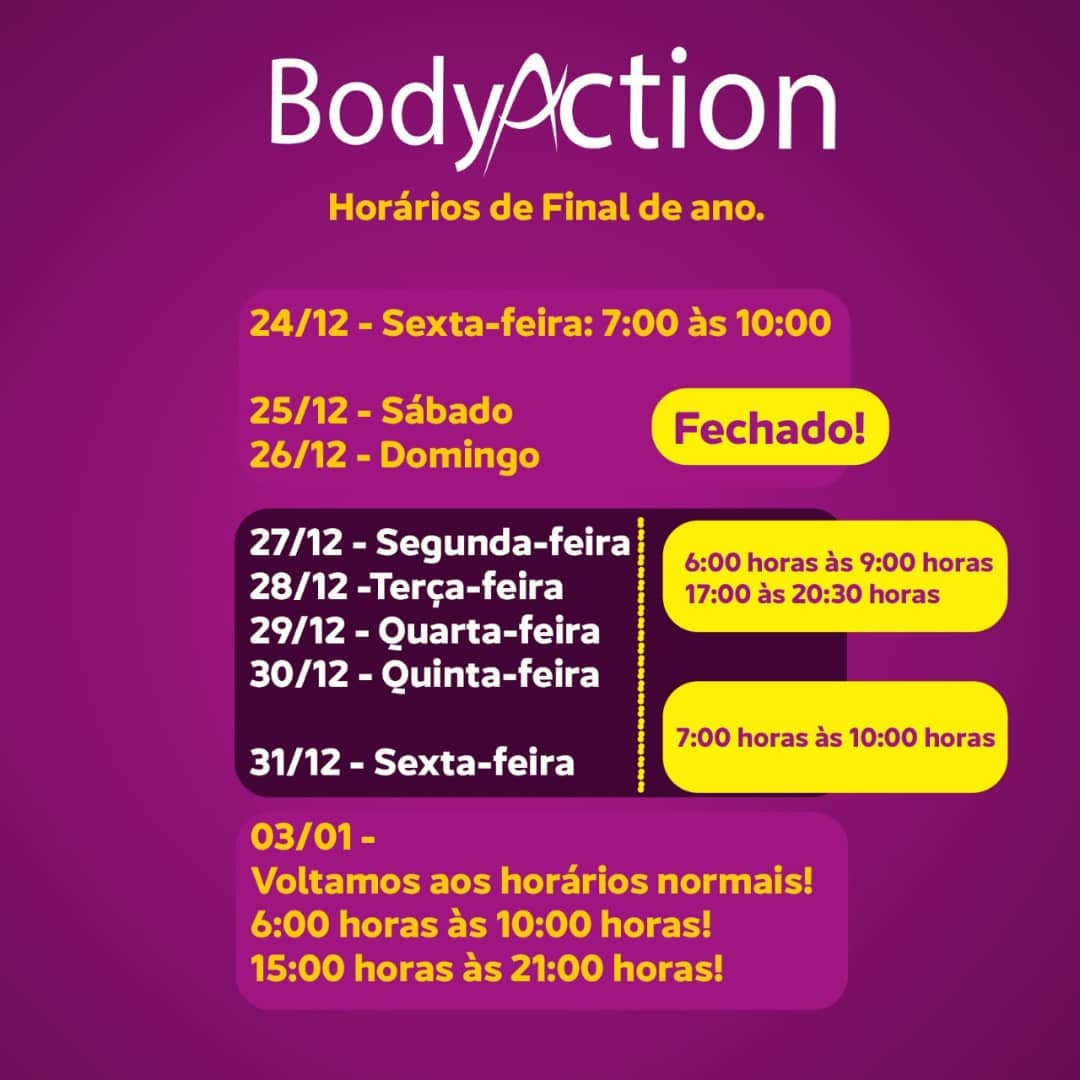 BodyAction
Horários de Final de ano.
24/12 - Sexta-feira: 7:00 às 10:00
25/12 - Sábado
26/12 - Domingo
Fechado!
27/12 - Segunda-feira
28/12 -Terça-feira
29/12 - Quarta-feira
30/12 - Quinta-feira
6:00 horas às 9:00 horas
17:00 às 20:30 horas
31/12 - Sexta-feira
7:00 horas às 10:00 horas
03/01 -
Voltamos aos horários normais!
6:00 horas às 10:00 horas!
15:00 horas às 21:00 horas!